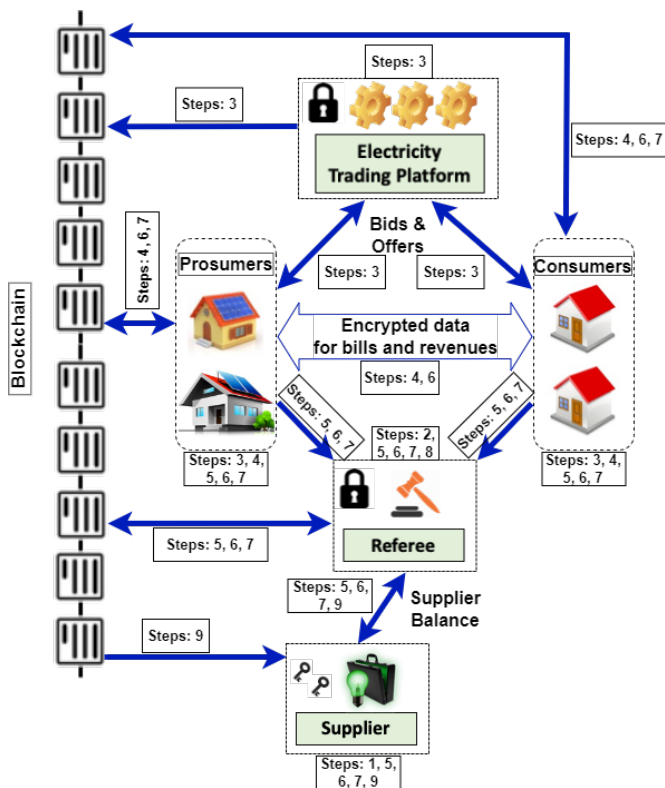 Steps: 3
Steps: 3
Electricity
Trading Platform
Steps: 4, 6, 7
Bids &
Offers
Steps: 4, 6, 7
Prosumers
Steps: 3
Steps: 3
Consumers
Blockchain
Encrypted data
for bills and revenues
Steps: 4, 6
Steps: 5, 6, 7
Steps: 5, 6, 7
Steps: 2,
5, 6, 7, 8
Steps: 3, 4,
5, 6, 7
Steps: 3, 4,
5, 6, 7
Referee
Steps: 5, 6, 7
Steps: 5, 6,
7, 9
Supplier
Balance
Steps: 9
Supplier
Steps: 1, 5,
6, 7, 9